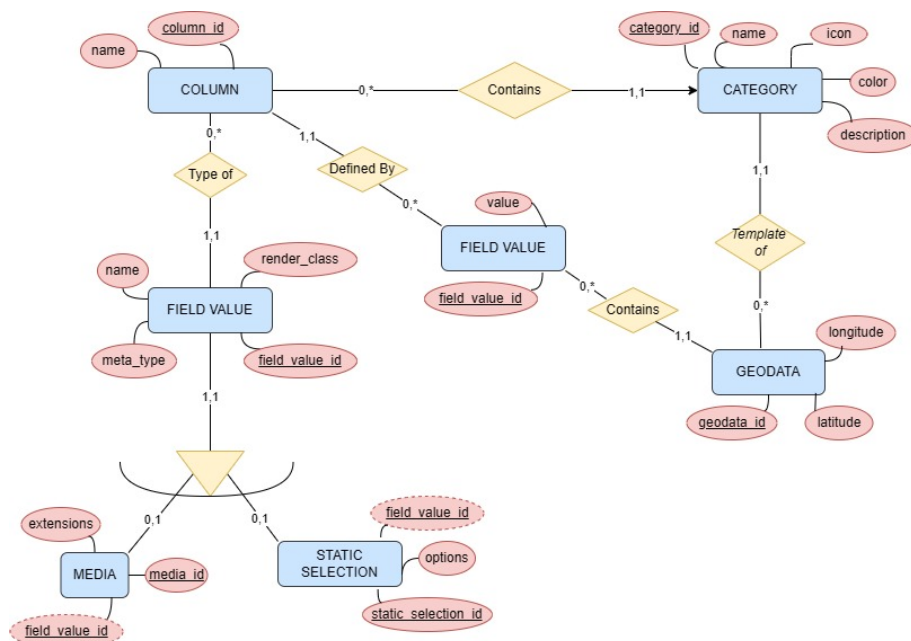 column_id
name
COLUMN
0,*
Contains
1,1
category_id
name
icon
CATEGORY
color
description
0,*
Type of
1,1
1,1
Defined By
0,*
value
FIELD VALUE
field_value_id
0,*
Contains
1,1
1,1
Template
of
0,*
longitude
GEODATA
geodata_id
latitude
name
render_class
FIELD VALUE
meta_type
field_value_id
1,1
0,1
0,1
extensions
MEDIA
media_id
field_value_id
field_value_id
STATIC
SELECTION
options
static_selection_id